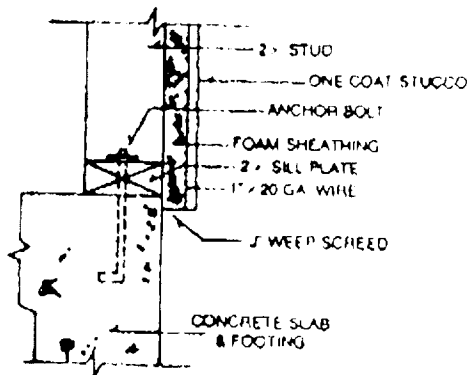 2x STUD
ONE COAT STUCCO
ANCHOR BOLT
FOAM SHEATHING
2x SILL PLATE
1" x 20 GA WIRE
J WEEP SCREED
CONCRETE SLAB
& FOOTING